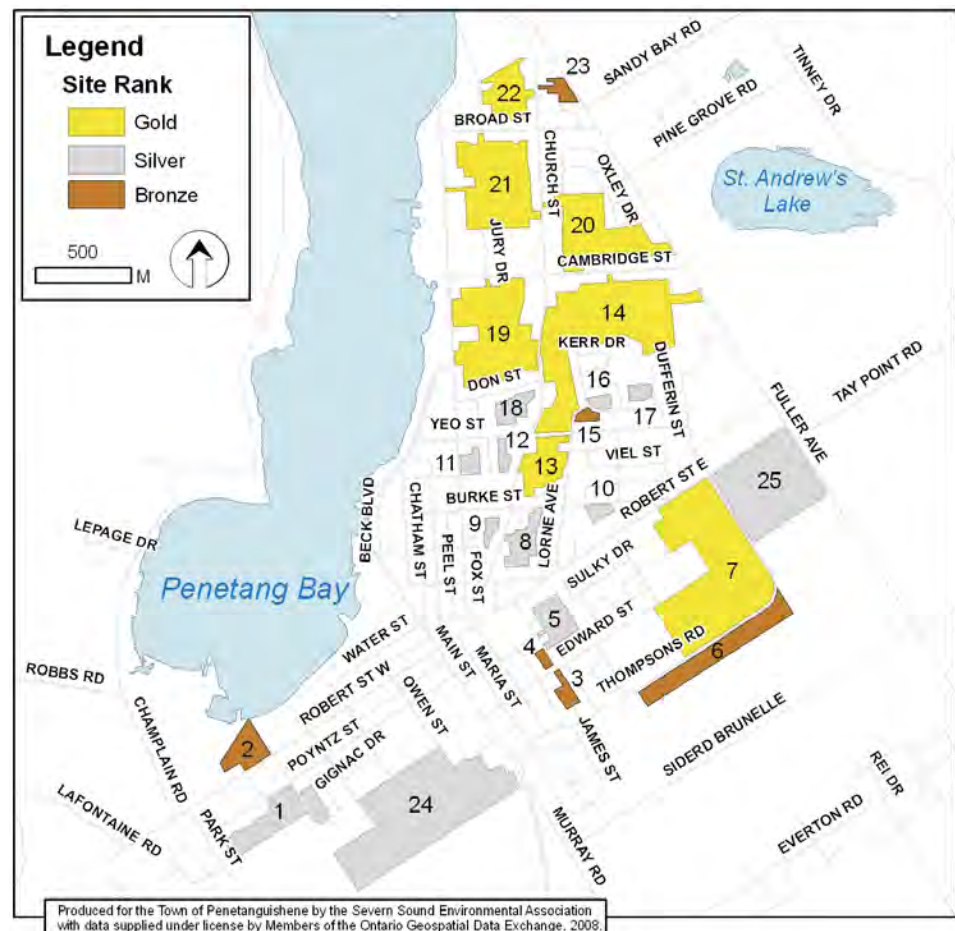 Legend
Site Rank
Gold
Silver
Bronze
500
M
23
SANDY BAY RD
TINNEY DR
22
PINE GROVE RD
BROAD ST
CHURCH ST
OXLEY DR
21
St. Andrew's
Lake
20
JURY DR
CAMBRIDGE ST
14
19
KERR DR
DUFFERIN ST
TAY POINT RD
DON ST
16
FULLER AVE
18
17
YEO ST
15
12
VIEL ST
11
13
25
ROBERT ST E
BURKE ST
10
BECK BLVD
CHATHAM ST
LORNE AVE
9
8
LEPAGE DR
PEEL ST
FOX ST
SULKY DR
7
Penetang Bay
5
EDWARD ST
WATER ST
4
MAIN ST
MARIA ST
THOMPSONS RD
6
ROBBS RD
3
ROBERT ST W
OWEN ST
CHAMPLAIN RD
JAMES ST
SIDERD BRUNELLE
2
POYNTZ ST
GIGNAC DR
REI DR
LAFONTAINE RD
1
24
PARK ST
MURRAY RD
EVERTON RD
Produced for the Town of Penetanguishene by the Severn Sound Environmental Association
with data supplied under license by Members of the Ontario Geospatial Data Exchange, 2008.